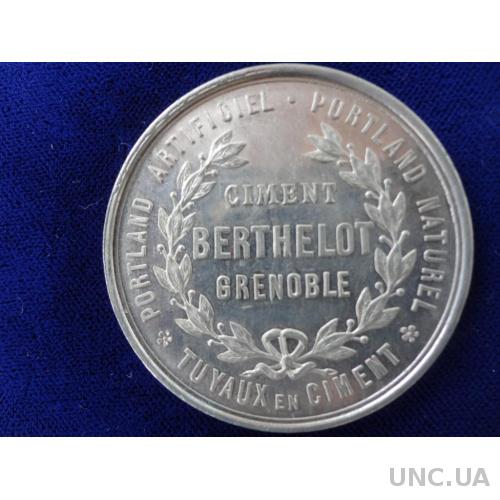 PORTLAND ARTIFICIEL · PORTLAND NATUREL
CIMENT
BERTHELOT
GRENOBLE
TUYAUX EN CIMENT
UNC.UA